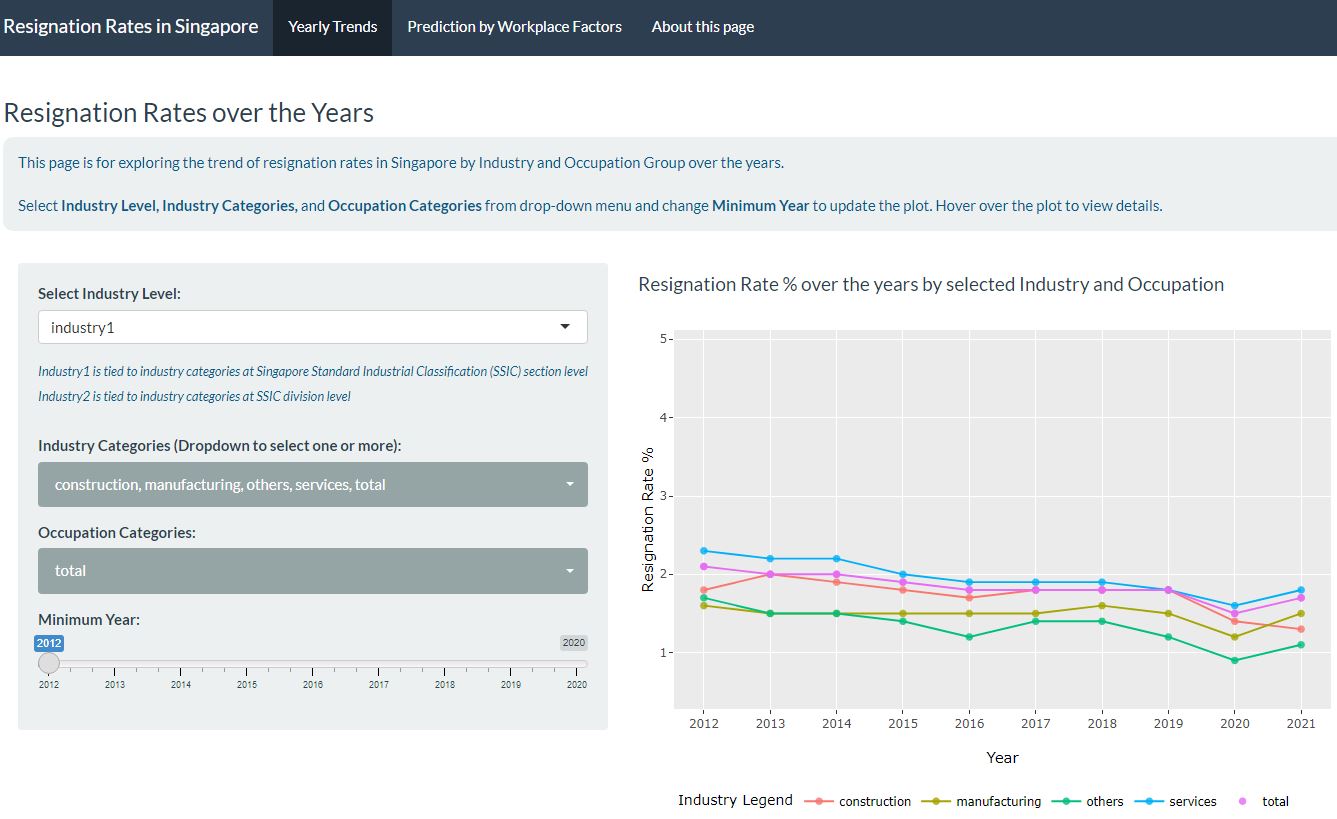 Resignation Rates in Singapore Yearly Trends Prediction by Workplace Factors About this page
Resignation Rates over the Years
This page is for exploring the trend of resignation rates in Singapore by Industry and Occupation Group over the years.
Select Industry Level, Industry Categories, and Occupation Categories from drop-down menu and change Minimum Year to update the plot. Hover over the plot to view details.
Select Industry Level:
industry1
Industry1 is tied to industry categories at Singapore Standard Industrial Classification (SSIC) section level
Industry2 is tied to industry categories at SSIC division level
Industry Categories (Dropdown to select one or more):
construction, manufacturing, others, services, total
Occupation Categories:
total
Minimum Year:
2012 2020
2012 2013 2014 2015 2016 2017 2018 2019 2020
Resignation Rate % over the years by selected Industry and Occupation
5
4
3
2
1
Resignation Rate %
2012 2013 2014 2015 2016 2017 2018 2019 2020 2021
Year
Industry Legend construction manufacturing others services total